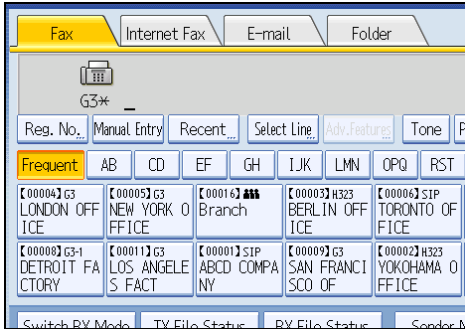 Fax Internet Fax E-mail Folder
G3* _
Reg. No. Manual Entry Recent Select Line Adv.Features Tone P
Frequent AB CD EF GH IJK LMN OPQ RST
【00004】G3 【00005】G3 【00016】 【00003】H323 【00006】SIP
LONDON OFF NEW YORK O Branch BERLIN OFF TORONTO OF
ICE FFICE ICE FICE
【00008】G3-1 【00011】G3 【00001】SIP 【00009】G3 【00002】H323
DETROIT FA LOS ANGELE ABCD COMPA SAN FRANCI YOKOHAMA O
CTORY S FACT NY SCO OF FFICE
Switch RX Mode TX File Status RX File Status Sender N